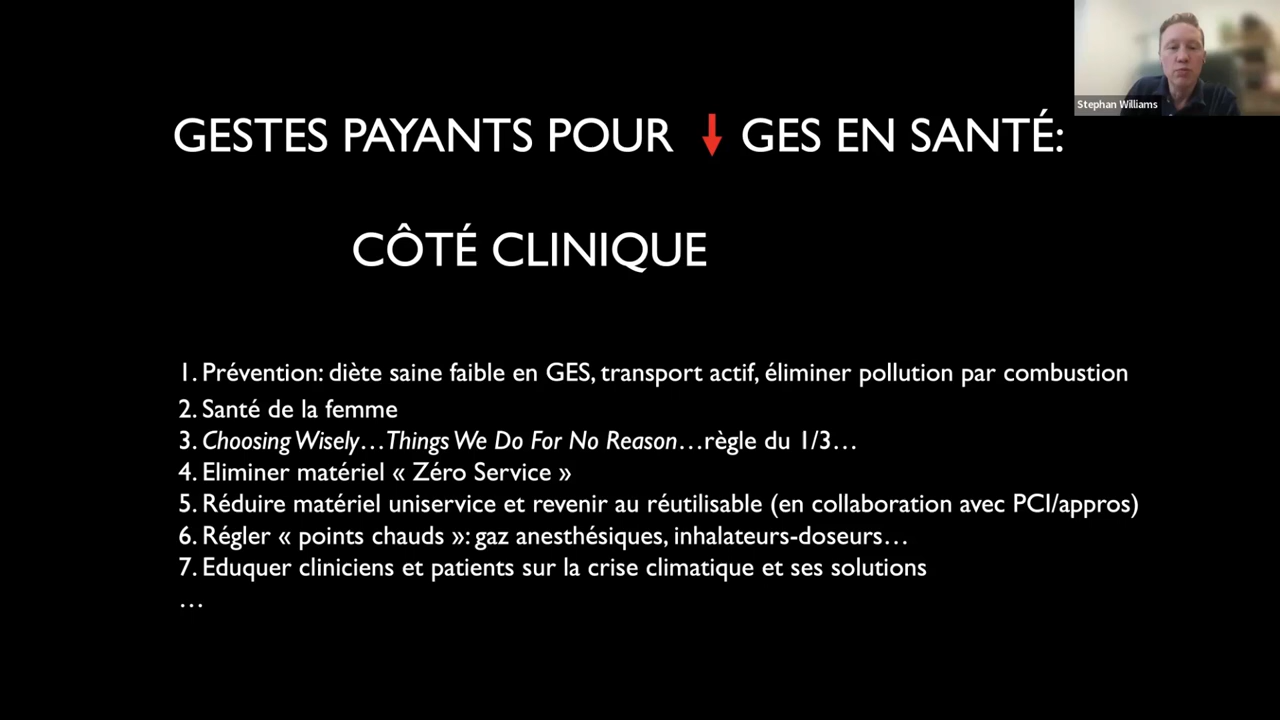 Stephan Williams
GESTES PAYANTS POUR ↓ GES EN SANTÉ:
CÔTÉ CLINIQUE
1. Prévention: diète saine faible en GES, transport actif, éliminer pollution par combustion
2. Santé de la femme
3. Choosing Wisely…Things We Do For No Reason…règle du 1/3…
4. Eliminer matériel « Zéro Service »
5. Réduire matériel uniservice et revenir au réutilisable (en collaboration avec PCI/appros)
6. Régler « points chauds »: gaz anesthésiques, inhalateurs-doseurs…
7. Eduquer cliniciens et patients sur la crise climatique et ses solutions
…